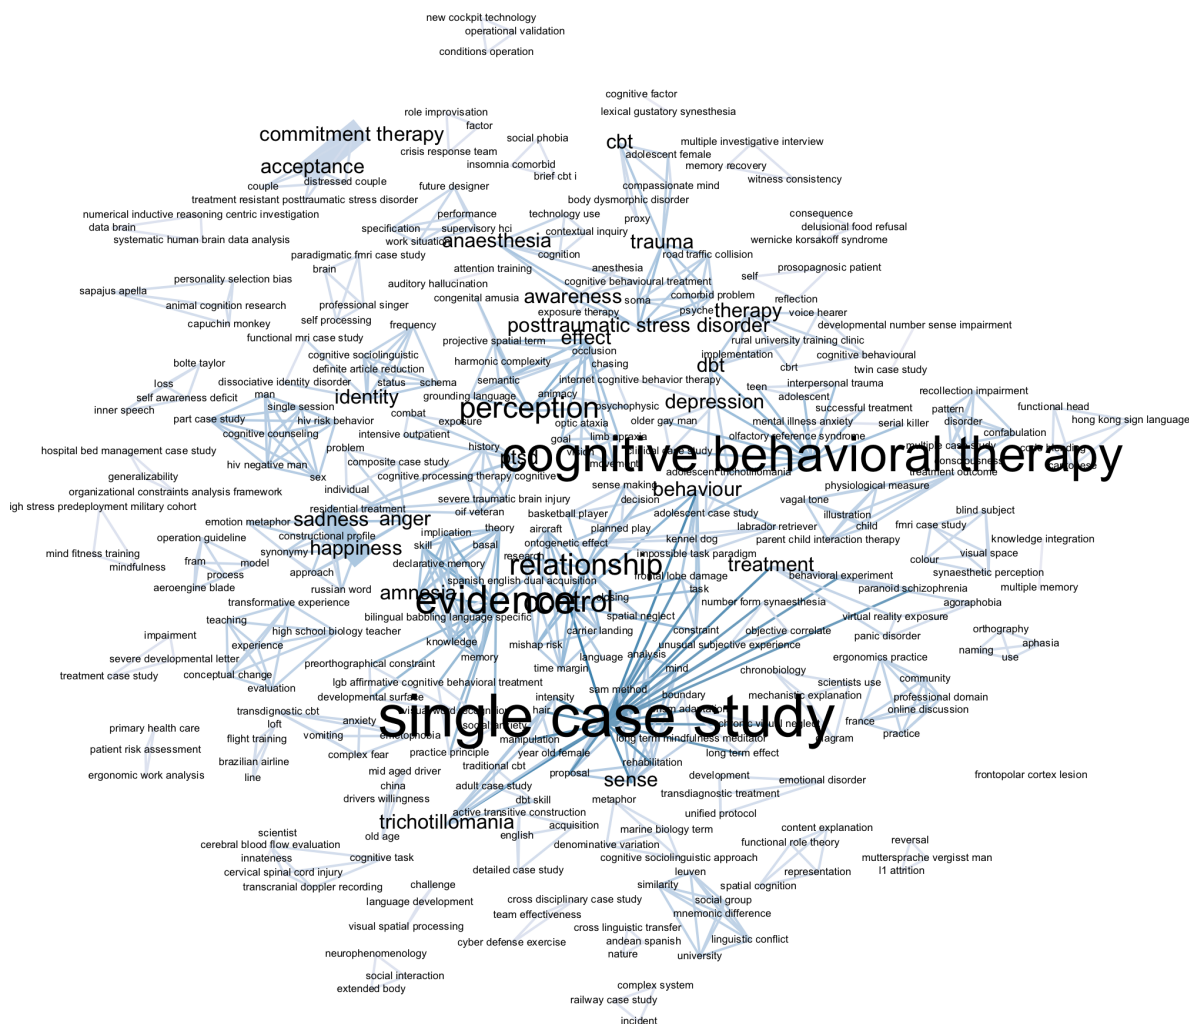 new cockpit technology
operational validation
conditions operation
cognitive factor
lexical gustatory synesthesia
role improvisation
factor
commitment therapy
social phobia
cbt
multiple investigative interview
crisis response team
adolescent female
acceptance
insomnia comorbid
memory recovery
brief cbt i
witness consistency
distressed couple
couple
future designer
compassionate mind
treatment resistant posttraumatic stress disorder
body dysmorphic disorder
numerical inductive reasoning centric investigation
performance
technology use
proxy
consequence
data brain
specification
supervisory hci
contextual inquiry
delusional food refusal
systematic human brain data analysis
work situation
anaesthesia
trauma
wernicke korsakoff syndrome
paradigmatic fmri case study
cognition
road traffic collision
brain
attention training
anesthesia
prosopagnosic patient
personality selection bias
auditory hallucination
cognitive behavioural treatment
self
sapajus apella
congenital amusia
awareness
soma
comorbid problem
reflection
animal cognition research
professional singer
exposure therapy
psyche
therapy
voice hearer
capuchin monkey
self processing
frequency
posttraumatic stress disorder
developmental number sense impairment
functional mri case study
projective spatial term
effect
rural university training clinic
cognitive sociolinguistic
occlusion
implementation
cognitive behavioural
bolte taylor
definite article reduction
harmonic complexity
chasing
dbt
cbrt
twin case study
loss
dissociative identity disorder
status
schema
semantic
internet cognitive behavior therapy
teen
interpersonal trauma
self awareness deficit
man
identity
grounding language
animacy
depression
adolescent
recollection impairment
inner speech
single session
combat
perception
psychophysic
successful treatment
pattern
functional head
part case study
hiv risk behavior
exposure
optic ataxia
older gay man
mental illness anxiety
serial killer
disorder
hong kong sign language
cognitive counseling
intensive outpatient
goal
limb apraxia
olfactory reference syndrome
confabulation
hospital bed management case study
problem
history
ptsd
cognitive behavioral therapy
hiv negative man
composite case study
movement
adolescent trichotillomania
treatment outcome
generalizability
sex
cognitive processing therapy cognitive
sense making
behaviour
physiological measure
organizational constraints analysis framework
individual
severe traumatic brain injury
decision
vagal tone
igh stress predeployment military cohort
residential treatment
oif veteran
basketball player
adolescent case study
illustration
blind subject
emotion metaphor
sadness
anger
theory
aircraft
planned play
labrador retriever
child
fmri case study
operation guideline
constructional profile
implication
ontogenetic effect
kennel dog
parent child interaction therapy
knowledge integration
mind fitness training
synonymy
happiness
skill
basal
research
impossible task paradigm
visual space
mindfulness
fram
model
declarative memory
relationship
treatment
colour
process
approach
spanish english dual acquisition
frontal lobe damage
behavioral experiment
synaesthetic perception
aeroengine blade
russian word
amnesia
evidence
control
closing
task
paranoid schizophrenia
multiple memory
transformative experience
number form synaesthesia
agoraphobia
teaching
bilingual babbling language specific
spatial neglect
virtual reality exposure
impairment
high school biology teacher
carrier landing
constraint
objective correlate
panic disorder
orthography
experience
knowledge
mishap risk
unusual subjective experience
aphasia
severe developmental letter
preorthographical constraint
memory
language
analysis
ergonomics practice
naming
use
treatment case study
conceptual change
time margin
mind
chronobiology
evaluation
lgb affirmative cognitive behavioral treatment
scientists use
community
developmental surface
intensity
sam method
boundary
mechanistic explanation
professional domain
transdiagnostic cbt
hair
online discussion
loft
anxiety
single case study
france
primary health care
flight training
vomiting
manipulation
long term mindfulness meditator
diagram
practice
patient risk assessment
complex fear
practice principle
year old female
long term effect
brazilian airline
traditional cbt
rehabilitation
ergonomic work analysis
line
mid aged driver
proposal
sense
development
emotional disorder
frontopolar cortex lesion
china
adult case study
transdiagnostic treatment
drivers willingness
dbt skill
metaphor
active transitive construction
unified protocol
trichotillomania
acquisition
marine biology term
content explanation
scientist
old age
english
denominative variation
functional role theory
reversal
cerebral blood flow evaluation
innateness
cognitive task
cognitive sociolinguistic approach
muttersprache vergisst man
cervical spinal cord injury
detailed case study
leuven
representation
l1 attrition
transcranial doppler recording
challenge
similarity
spatial cognition
language development
cross disciplinary case study
social group
team effectiveness
mnemonic difference
visual spatial processing
cross linguistic transfer
cyber defense exercise
andean spanish
linguistic conflict
neurophenomenology
nature
university
social interaction
extended body
complex system
railway case study
incident